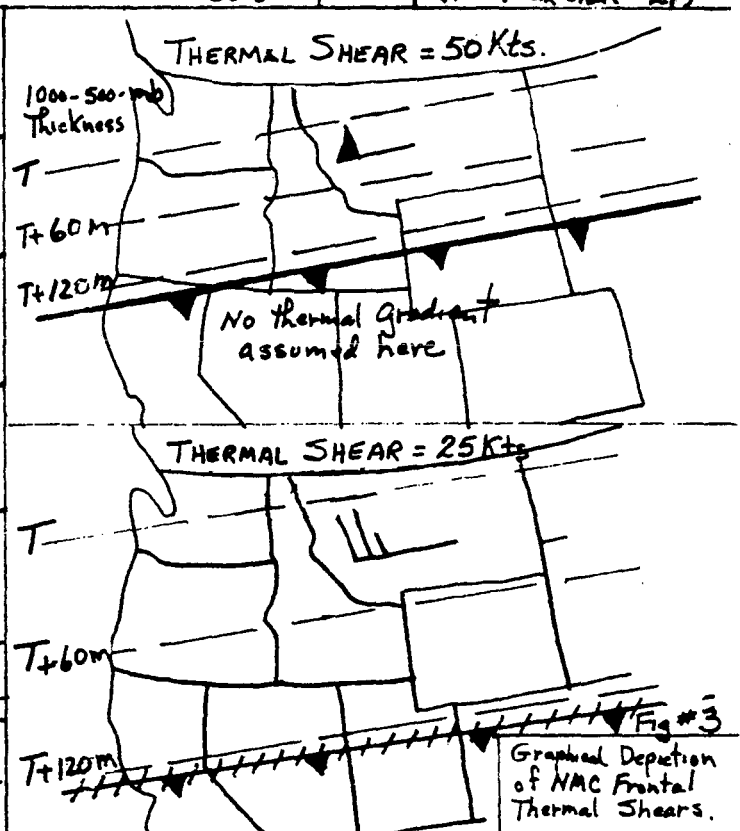 THERMAL SHEAR = 50 Kts.
1000-500-mb
Thickness
T
T+60m
T+120m
No thermal gradient
assumed here
THERMAL SHEAR = 25 Kts
T
T+60m
T+120m
Fig #3
Graphical Depiction
of NMC Frontal
Thermal Shears.